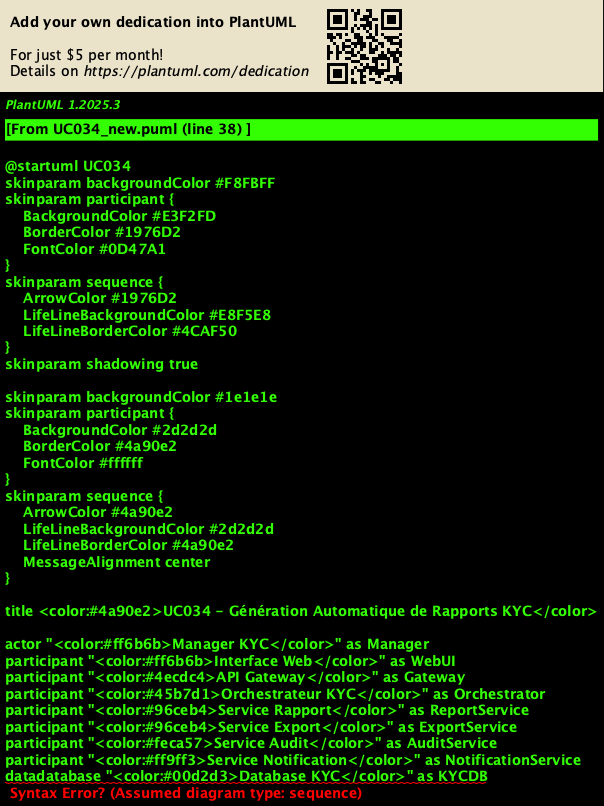 Add your own dedication into PlantUML
For just $5 per month!
Details on https://plantuml.com/dedication
PlantUML 1.2025.3
[From UC034_new.puml (line 38) ]
@startuml UC034
skinparam backgroundColor #F8FBFF
skinparam participant {
BackgroundColor #E3F2FD
BorderColor #1976D2
FontColor #0D47A1
}
skinparam sequence {
ArrowColor #1976D2
LifeLineBackgroundColor #E8F5E8
LifeLineBorderColor #4CAF50
}
skinparam shadowing true
skinparam backgroundColor #1e1e1e
skinparam participant {
BackgroundColor #2d2d2d
BorderColor #4a90e2
FontColor #ffffff
}
skinparam sequence {
ArrowColor #4a90e2
LifeLineBackgroundColor #2d2d2d
LifeLineBorderColor #4a90e2
MessageAlignment center
}
title <color:#4a90e2>UC034 - Génération Automatique de Rapports KYC</color>
actor "<color:#ff6b6b>Manager KYC</color>" as Manager
participant "<color:#ff6b6b>Interface Web</color>" as WebUI
participant "<color:#4ecdc4>API Gateway</color>" as Gateway
participant "<color:#45b7d1>Orchestrateur KYC</color>" as Orchestrator
participant "<color:#96ceb4>Service Rapport</color>" as ReportService
participant "<color:#96ceb4>Service Export</color>" as ExportService
participant "<color:#feca57>Service Audit</color>" as AuditService
participant "<color:#ff9ff3>Service Notification</color>" as NotificationService
datadatabase "<color:#00d2d3>Database KYC</color>" as KYCDB
Syntax Error? (Assumed diagram type: sequence)